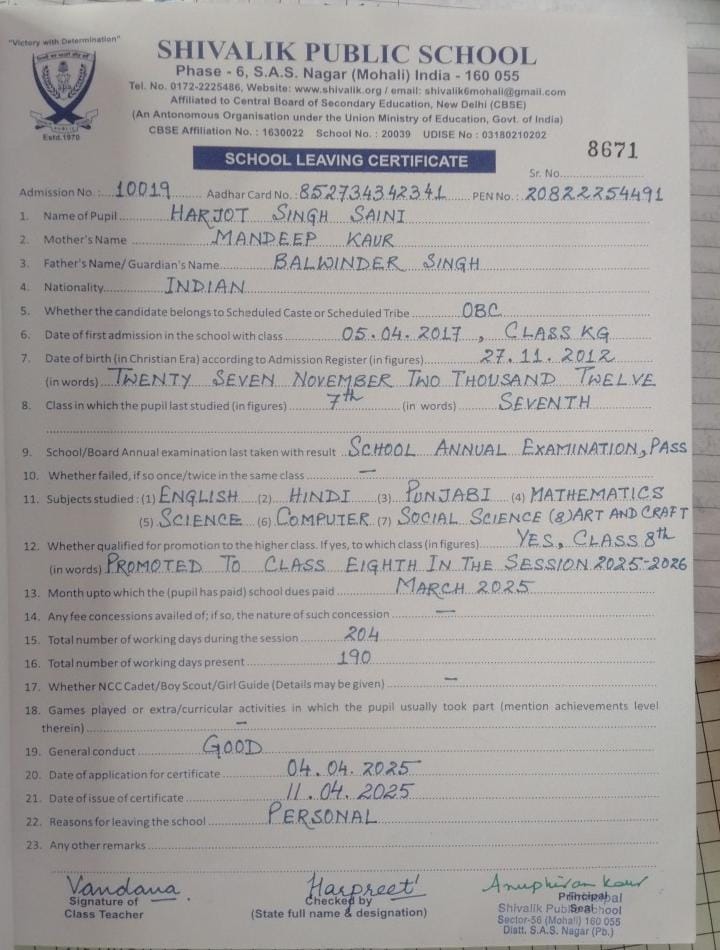 "Victory with Determination"
SHIVALIK PUBLIC SCHOOL
Phase - 6, S.A.S. Nagar (Mohali) India - 160 055
Tel. No. 0172-2225486, Website: www.shivalik.org / email: shivalik6mohali@gmail.com
Affiliated to Central Board of Secondary Education, New Delhi (CBSE)
(An Antonomous Organisation under the Union Ministry of Education, Govt. of India)
CBSE Affiliation No. : 1630022 School No. : 20039 UDISE No : 03180210202
PUBLIC
Estd.1970
8671
SCHOOL LEAVING CERTIFICATE
Sr. No.
Admission No.: 10019 Aadhar Card No.: 852734342341 PEN No.: 20822254491
1. Name of Pupil HARJOT SINGH SAINI
2. Mother's Name MANDEEP KAUR
3. Father's Name/ Guardian's Name BALWINDER SINGH
4. Nationality INDIAN
5. Whether the candidate belongs to Scheduled Caste or Scheduled Tribe OBC
6. Date of first admission in the school with class 05.04.2017, CLASS KG
7. Date of birth (in Christian Era) according to Admission Register (in figures) 27.11.2012
(in words) TWENTY SEVEN NOVEMBER TWO THOUSAND TWELVE
8. Class in which the pupil last studied (in figures) 7th (in words) SEVENTH
9. School/Board Annual examination last taken with result SCHOOL ANNUAL EXAMINATION, PASS
10. Whether failed, if so once/twice in the same class —
11. Subjects studied : (1) ENGLISH (2) HINDI (3) PUNJABI (4) MATHEMATICS
(5) SCIENCE (6) COMPUTER (7) SOCIAL SCIENCE (8) ART AND CRAFT
12. Whether qualified for promotion to the higher class. If yes, to which class (in figures) YES, CLASS 8th
(in words) PROMOTED TO CLASS EIGHTH IN THE SESSION 2025-2026
13. Month upto which the (pupil has paid) school dues paid MARCH 2025
14. Any fee concessions availed of; if so, the nature of such concession —
15. Total number of working days during the session 204
16. Total number of working days present 190
17. Whether NCC Cadet/Boy Scout/Girl Guide (Details may be given) —
18. Games played or extra/curricular activities in which the pupil usually took part (mention achievements level
therein) —
19. General conduct GOOD
20. Date of application for certificate 04.04.2025
21. Date of issue of certificate 11.04.2025
22. Reasons for leaving the school PERSONAL
23. Any other remarks
Vandana Harpreet Anuphiran Kaur
Signature of Checked by Principal Principal
Class Teacher (State full name & designation) Seal Shivalik Public School
Sector-56 (Mohali) 160 055
Distt. S.A.S. Nagar (Pb.)